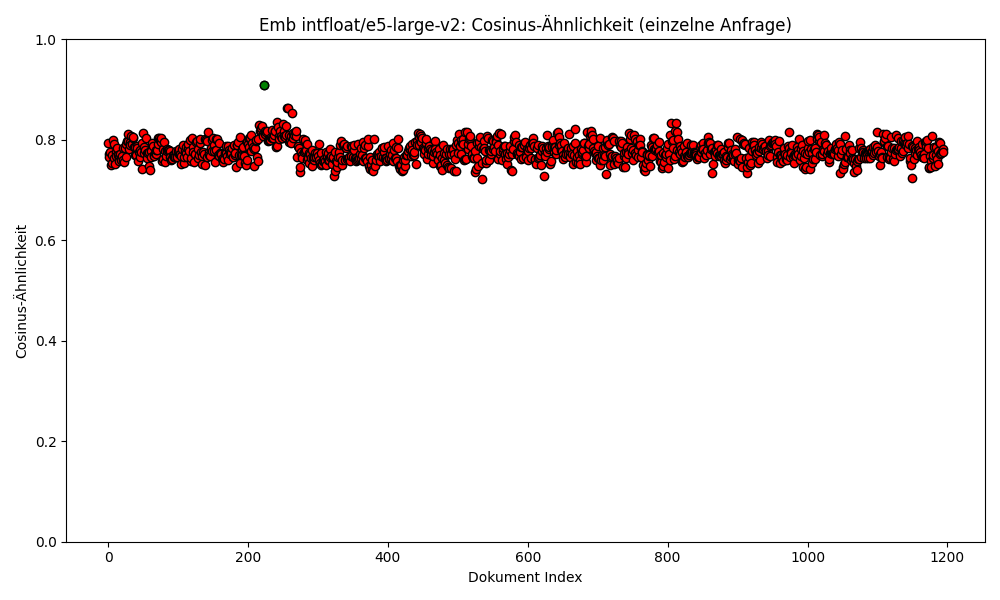 Emb intfloat/e5-large-v2: Cosinus-Ähnlichkeit (einzelne Anfrage)
1.0
0.8
0.6
0.4
0.2
0.0
Cosinus-Ähnlichkeit
0 200 400 600 800 1000 1200
Dokument Index